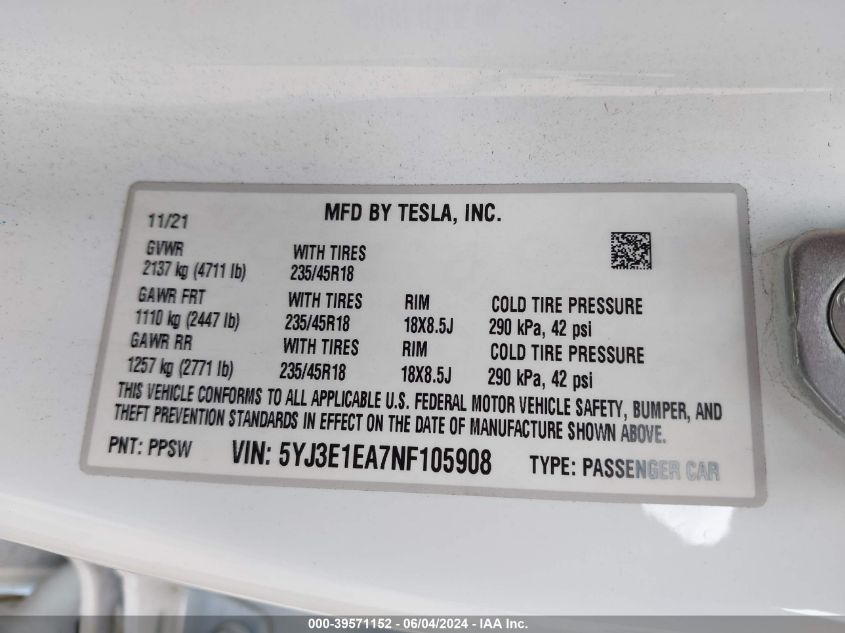 MFD BY TESLA, INC.
11/21
GVWR WITH TIRES
2137 kg (4711 lb) 235/45R18
GAWR FRT WITH TIRES RIM COLD TIRE PRESSURE
1110 kg (2447 lb) 235/45R18 18X8.5J 290 kPa, 42 psi
GAWR RR WITH TIRES RIM COLD TIRE PRESSURE
1257 kg (2771 lb) 235/45R18 18X8.5J 290 kPa, 42 psi
THIS VEHICLE CONFORMS TO ALL APPLICABLE U.S. FEDERAL MOTOR VEHICLE SAFETY, BUMPER, AND
THEFT PREVENTION STANDARDS IN EFFECT ON THE DATE OF MANUFACTURE SHOWN ABOVE.
PNT: PPSW VIN: 5YJ3E1EA7NF105908 TYPE: PASSENGER CAR
000-39571152 - 06/04/2024 - IAA Inc.